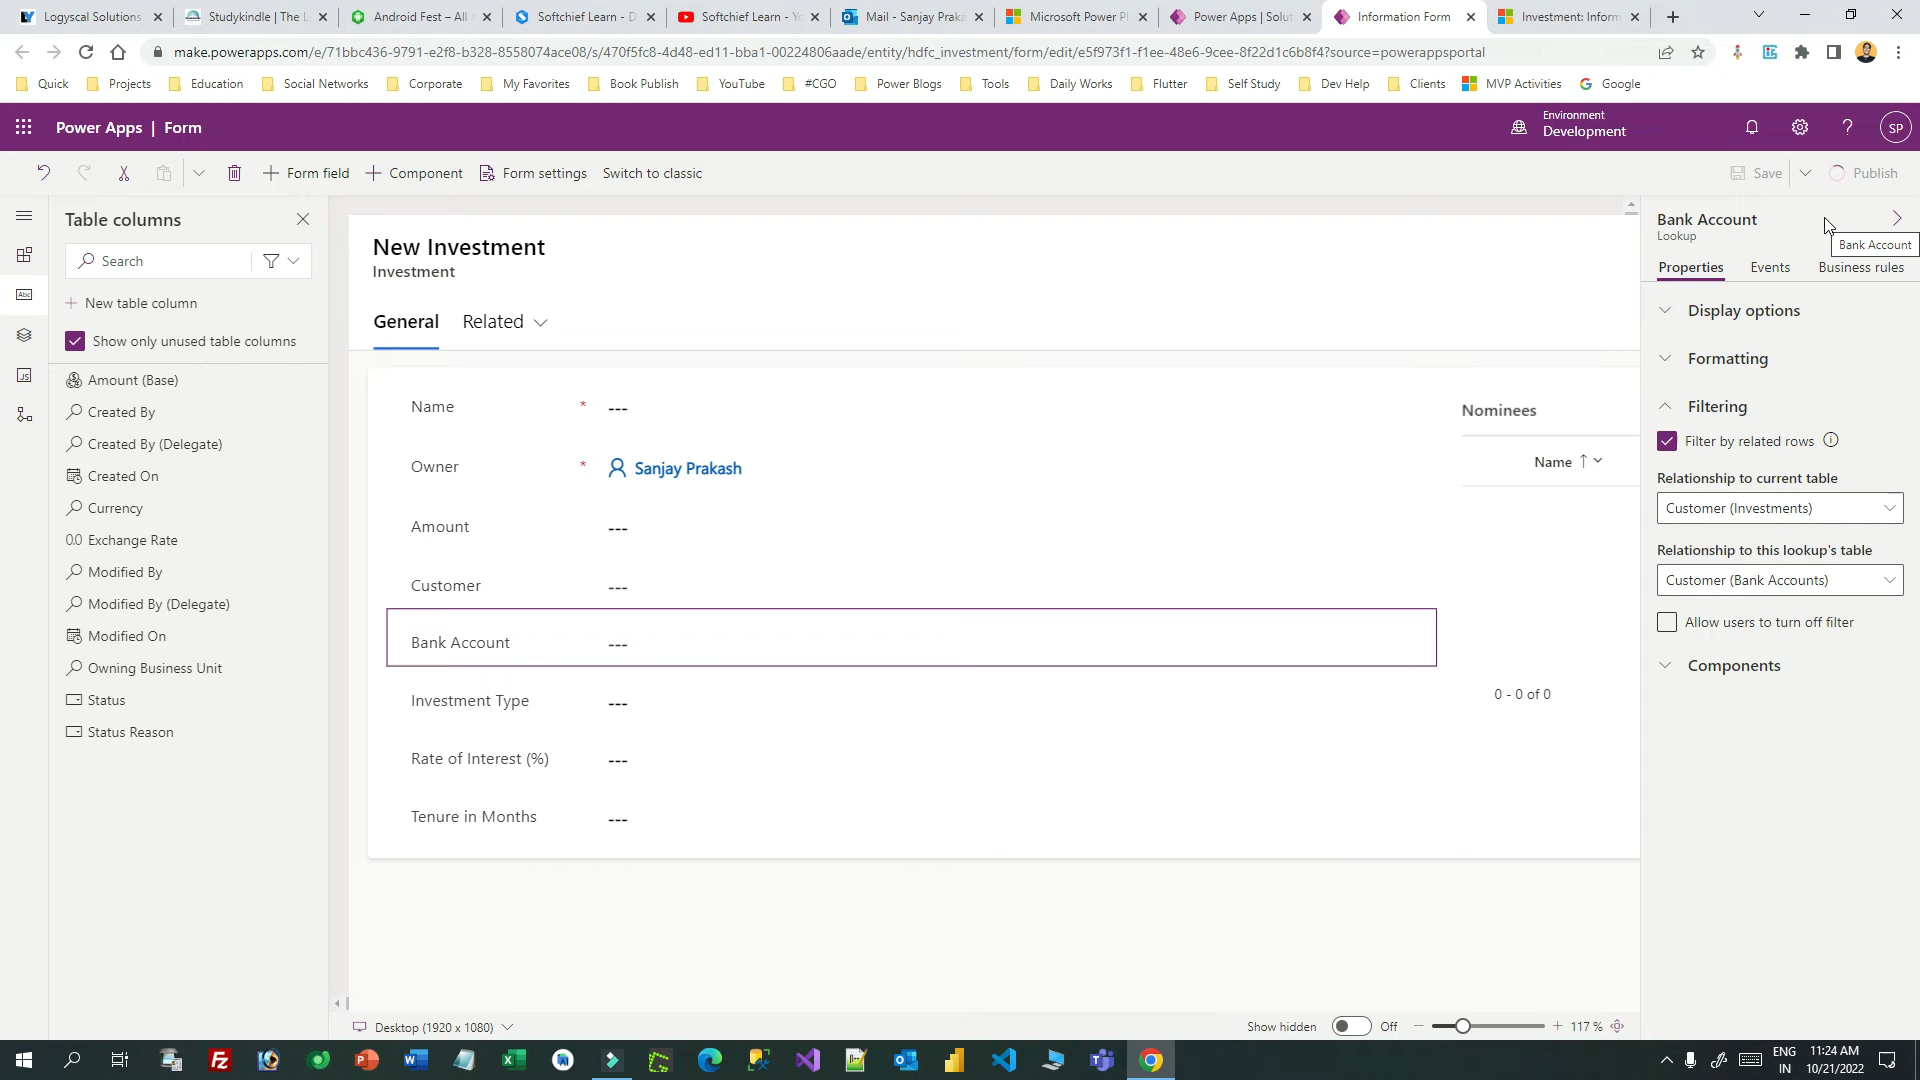 Logyscal Solutions
Studykindle | The L
Android Fest – All a
Softchief Learn - D
Softchief Learn - Yo
Mail - Sanjay Praka
Microsoft Power Pl
Power Apps | Solut
Information Form
Investment: Inform
make.powerapps.com/e/71bbc436-9791-e2f8-b328-8558074ace08/s/470f5fc8-4d48-ed11-bba1-00224806aade/entity/hdfc_investment/form/edit/e5f973f1-f1ee-48e6-9cee-8f22d1c6b8f4?source=powerappsportal
Quick
Projects
Education
Social Networks
Corporate
My Favorites
Book Publish
YouTube
#CGO
Power Blogs
Tools
Daily Works
Flutter
Self Study
Dev Help
Clients
MVP Activities
Google
Power Apps | Form
Environment
Development
SP
Form field
Component
Form settings
Switch to classic
Save
Publish
Table columns
Search
New table column
Show only unused table columns
Amount (Base)
Created By
Created By (Delegate)
Created On
Currency
0.0 Exchange Rate
Modified By
Modified By (Delegate)
Modified On
Owning Business Unit
Status
Status Reason
Abc
JS
New Investment
Investment
General
Related
Name * ---
Owner * Sanjay Prakash
Amount ---
Customer ---
Bank Account ---
Investment Type ---
Rate of Interest (%) ---
Tenure in Months ---
Nominees
Name ↑
0 - 0 of 0
Desktop (1920 x 1080)
Show hidden
Off
117 %
Bank Account
Lookup
Bank Account
Properties
Events
Business rules
Display options
Formatting
Filtering
Filter by related rows
Relationship to current table
Customer (Investments)
Relationship to this lookup's table
Customer (Bank Accounts)
Allow users to turn off filter
Components
ENG
IN
11:24 AM
10/21/2022